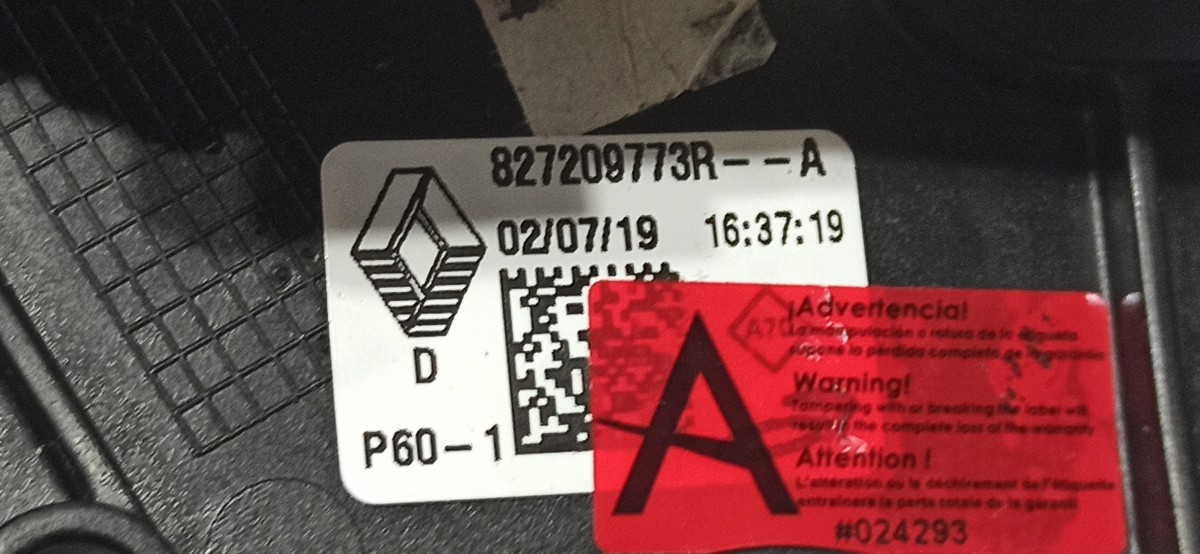 827209773R--A
02/07/19 16:37:19
D
P60-1
A
¡Advertencia!
La manipulación o rotura de la etiqueta
supone la pérdida completa de la garantía
Warning!
Tampering with or breaking the label will
result in the complete loss of the warranty
Attention !
L'altération ou le déchirement de l'étiquette
entraînera la perte totale de la garanti
#024293